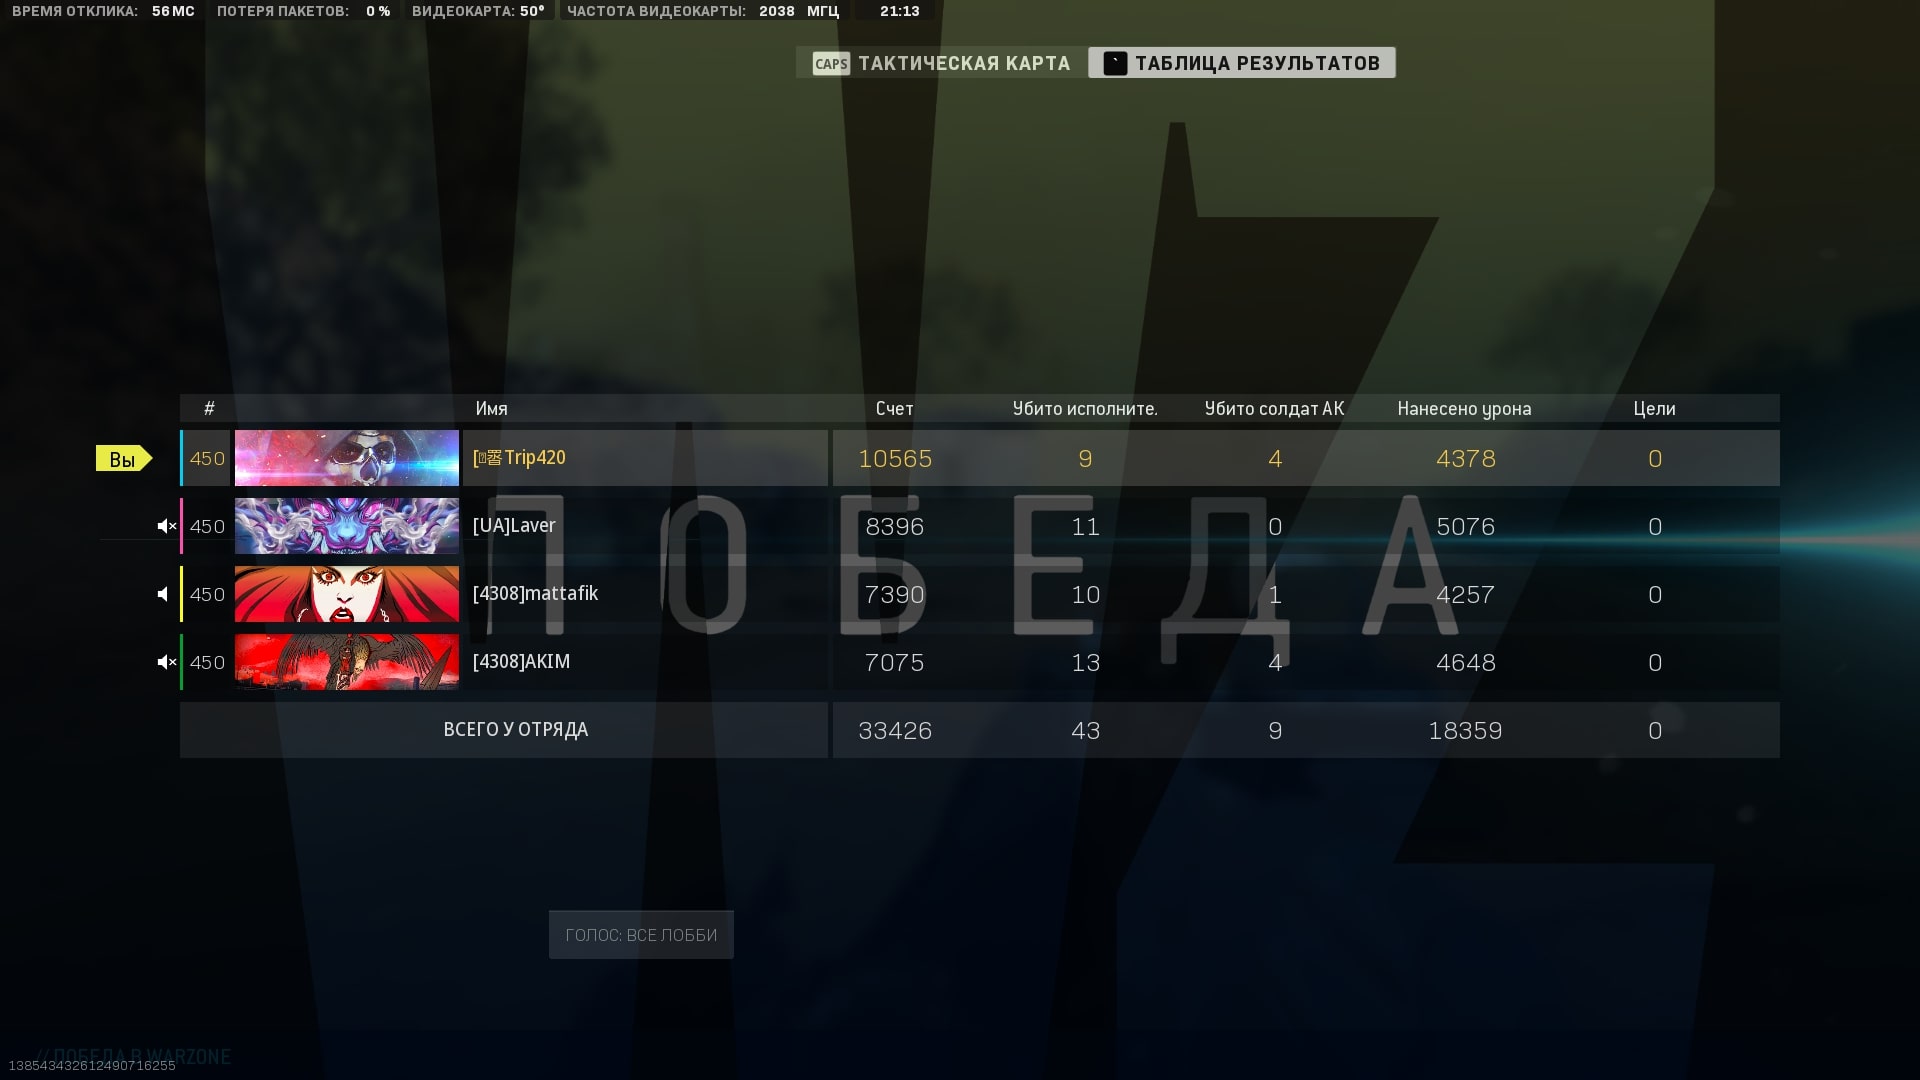 ВРЕМЯ ОТКЛИКА: 56 МС ПОТЕРЯ ПАКЕТОВ: 0 % ВИДЕОКАРТА: 50° ЧАСТОТА ВИДЕОКАРТЫ: 2038 МГЦ 21:13
CAPS ТАКТИЧЕСКАЯ КАРТА ` ТАБЛИЦА РЕЗУЛЬТАТОВ
# Имя Счет Убито исполните. Убито солдат АК Нанесено урона Цели
Вы 450 Trip420 10565 9 4 4378 0
450 [UA]Laver 8396 11 0 5076 0
ПОБЕДА
450 [4308]mattafik 7390 10 1 4257 0
450 [4308]AKIM 7075 13 4 4648 0
ВСЕГО У ОТРЯДА 33426 43 9 18359 0
ГОЛОС: ВСЕ ЛОББИ
// ПОБЕДА В WARZONE
138543432612490716255